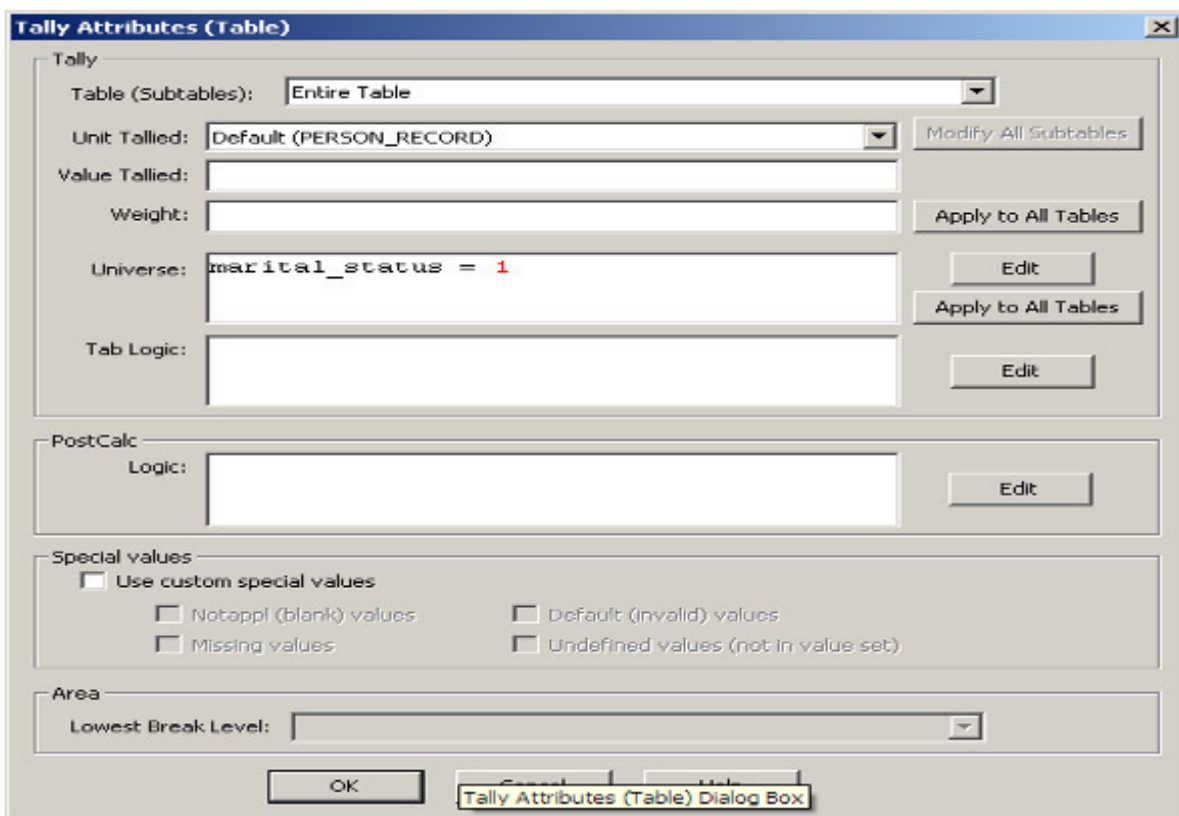 Tally Attributes (Table)
Tally
Table (Subtables): Entire Table
Unit Tallied: Default (PERSON_RECORD) Modify All Subtables
Value Tallied:
Weight: Apply to All Tables
Universe: marital_status = 1 Edit
Apply to All Tables
Tab Logic: Edit
PostCalc
Logic: Edit
Special values
Use custom special values
Notappl (blank) values Default (invalid) values
Missing values Undefined values (not in value set)
Area
Lowest Break Level:
OK Cancel Help
Tally Attributes (Table) Dialog Box